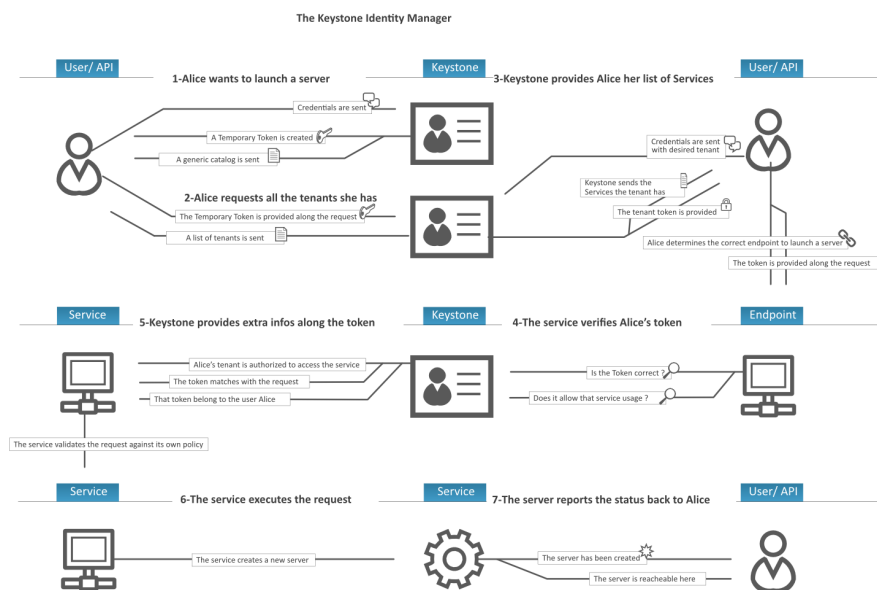 The Keystone Identity Manager
User/ API
Keystone
User/ API
1-Alice wants to launch a server
3-Keystone provides Alice her list of Services
Credentials are sent
A Temporary Token is created
A generic catalog is sent
Credentials are sent
with desired tenant
Keystone sends the
Services the tenant has
2-Alice requests all the tenants she has
The Temporary Token is provided along the request
A list of tenants is sent
The tenant token is provided
Alice determines the correct endpoint to launch a server
The token is provided along the request
Service
Keystone
Endpoint
5-Keystone provides extra infos along the token
4-The service verifies Alice's token
Alice's tenant is authorized to access the service
The token matches with the request
That token belong to the user Alice
Is the Token correct ?
Does it allow that service usage ?
The service validates the request against its own policy
Service
Service
User/ API
6-The service executes the request
7-The server reports the status back to Alice
The service creates a new server
The server has been created
The server is reacheable here